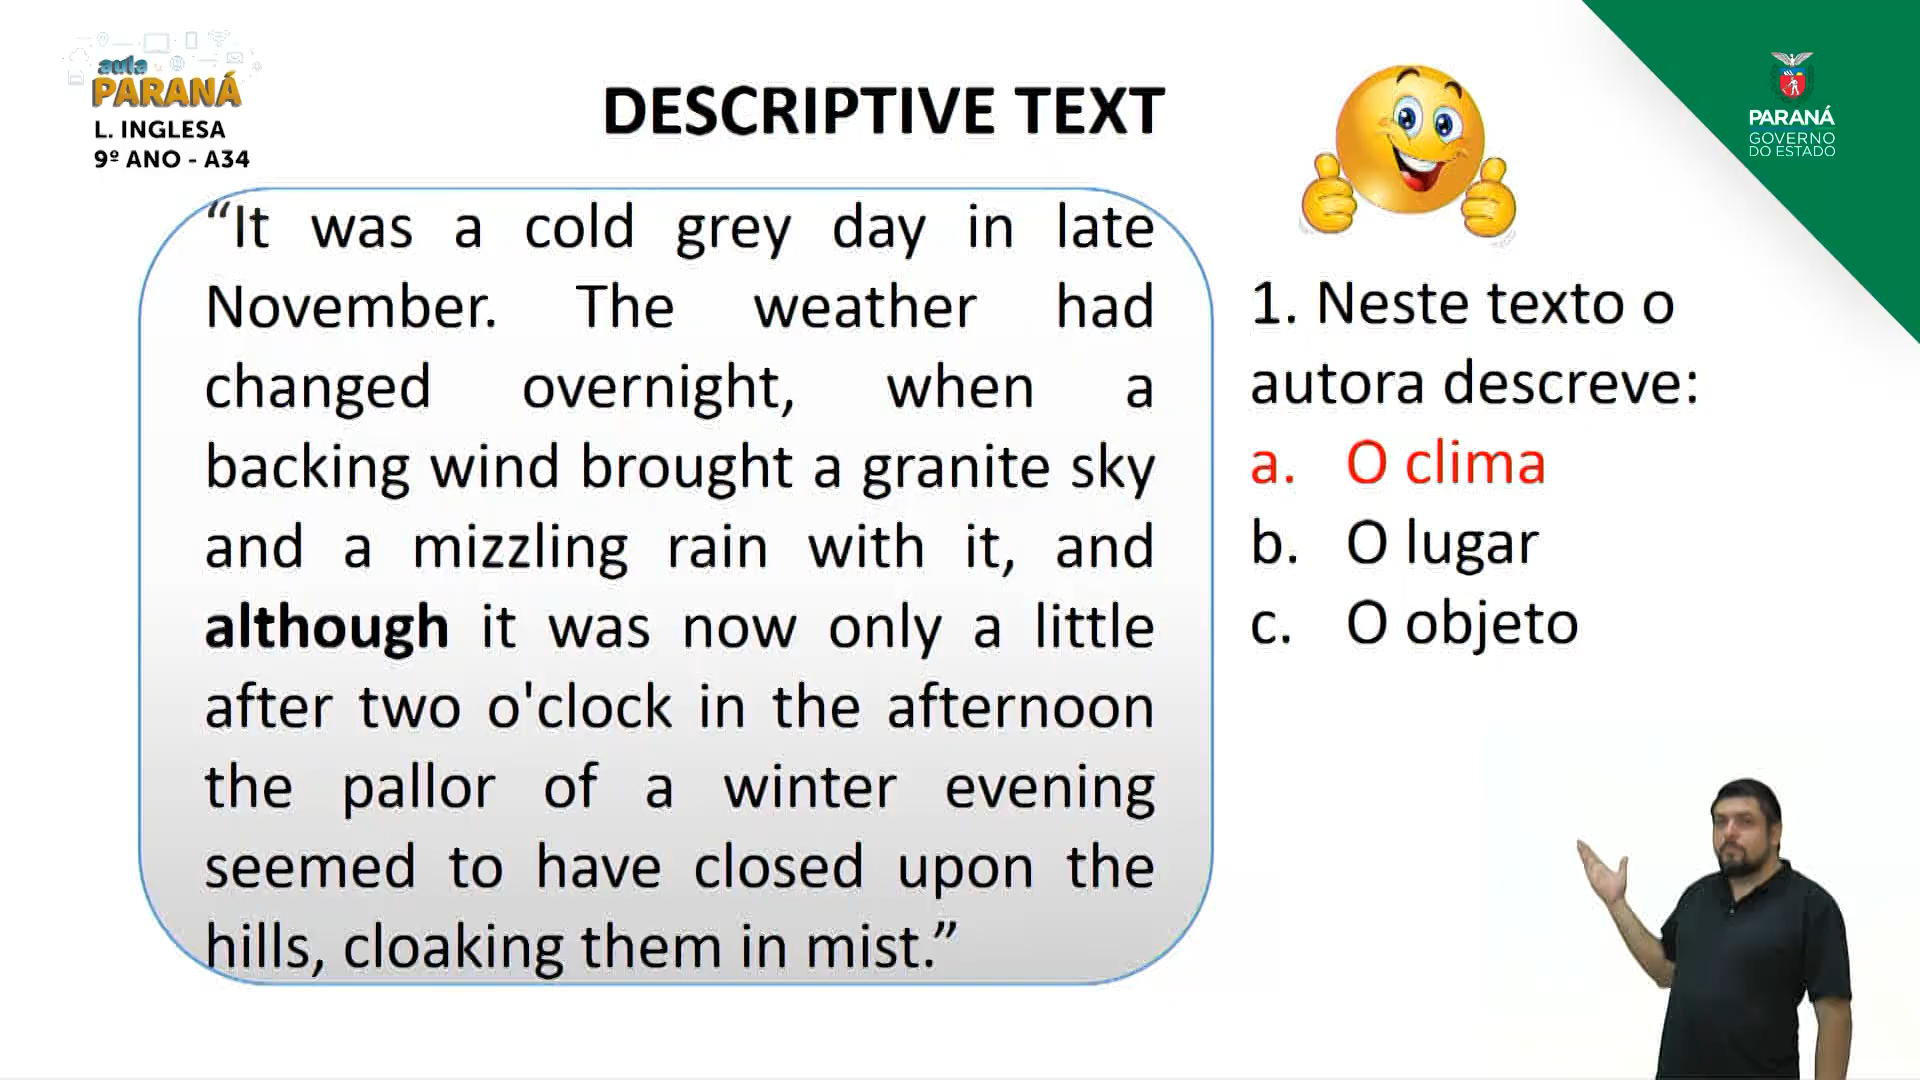 aula
PARANÁ
L. INGLESA
9º ANO - A34
DESCRIPTIVE TEXT
PARANÁ
GOVERNO
DO ESTADO
“It was a cold grey day in late
November. The weather had
changed overnight, when a
backing wind brought a granite sky
and a mizzling rain with it, and
although it was now only a little
after two o'clock in the afternoon
the pallor of a winter evening
seemed to have closed upon the
hills, cloaking them in mist.”
1. Neste texto o
autora descreve:
a. O clima
b. O lugar
c. O objeto